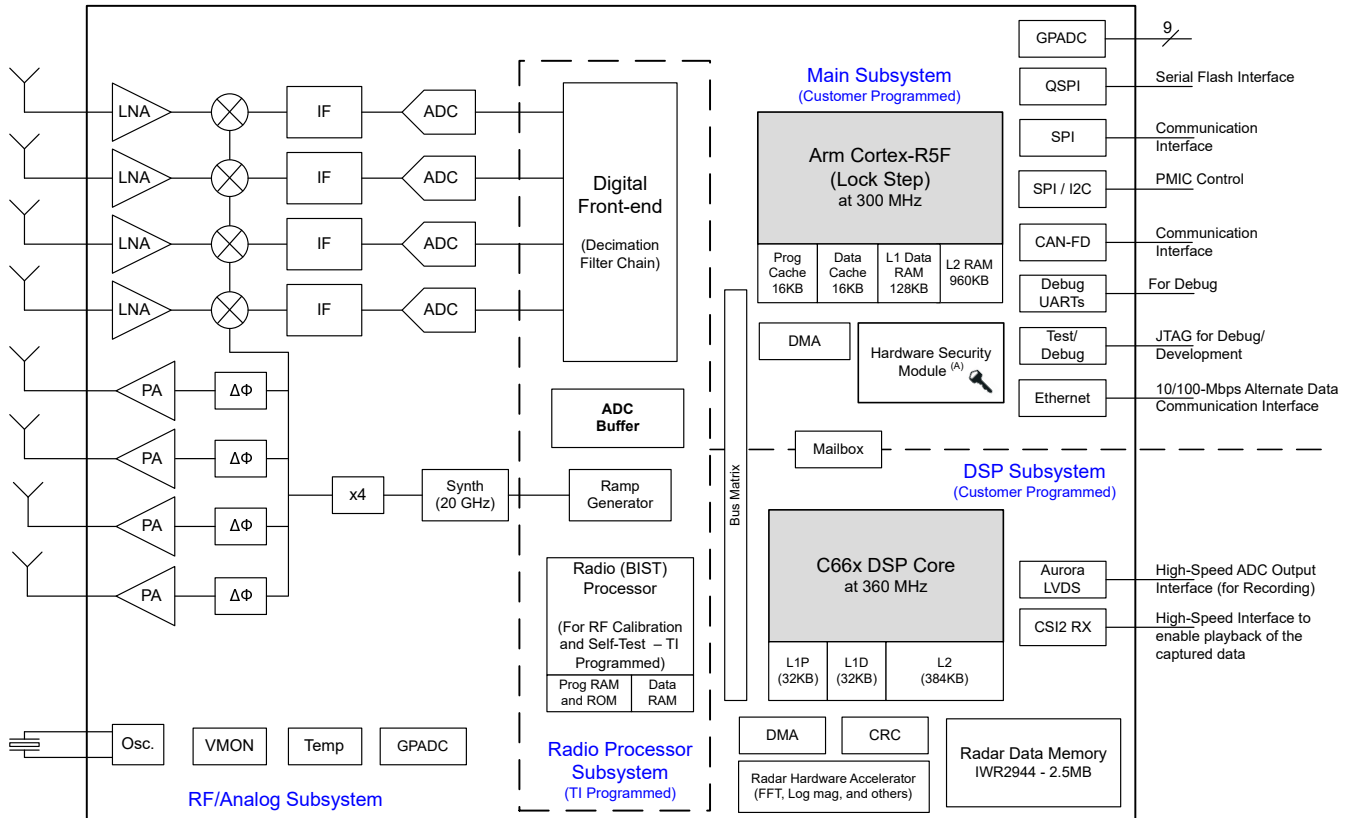 LNA
IF
ADC
LNA
IF
ADC
LNA
IF
ADC
LNA
IF
ADC
PA
ΔΦ
PA
ΔΦ
PA
ΔΦ
PA
ΔΦ
x4
Synth
(20 GHz)
Osc.
VMON
Temp
GPADC
RF/Analog Subsystem
Digital
Front-end
(Decimation
Filter Chain)
ADC
Buffer
Ramp
Generator
Radio (BIST)
Processor
(For RF Calibration
and Self-Test – TI
Programmed)
Prog RAM
and ROM
Data
RAM
Radio Processor
Subsystem
(TI Programmed)
Bus Matrix
Main Subsystem
(Customer Programmed)
Arm Cortex-R5F
(Lock Step)
at 300 MHz
Prog
Cache
16KB
Data
Cache
16KB
L1 Data
RAM
128KB
L2 RAM
960KB
DMA
Hardware Security
Module (A)
Mailbox
GPADC
9
QSPI
Serial Flash Interface
SPI
Communication
Interface
SPI / I2C
PMIC Control
CAN-FD
Communication
Interface
Debug
UARTs
For Debug
Test/
Debug
JTAG for Debug/
Development
Ethernet
10/100-Mbps Alternate Data
Communication Interface
DSP Subsystem
(Customer Programmed)
C66x DSP Core
at 360 MHz
L1P
(32KB)
L1D
(32KB)
L2
(384KB)
Aurora
LVDS
High-Speed ADC Output
Interface (for Recording)
CSI2 RX
High-Speed Interface to
enable playback of the
captured data
DMA
CRC
Radar Hardware Accelerator
(FFT, Log mag, and others)
Radar Data Memory
IWR2944 - 2.5MB